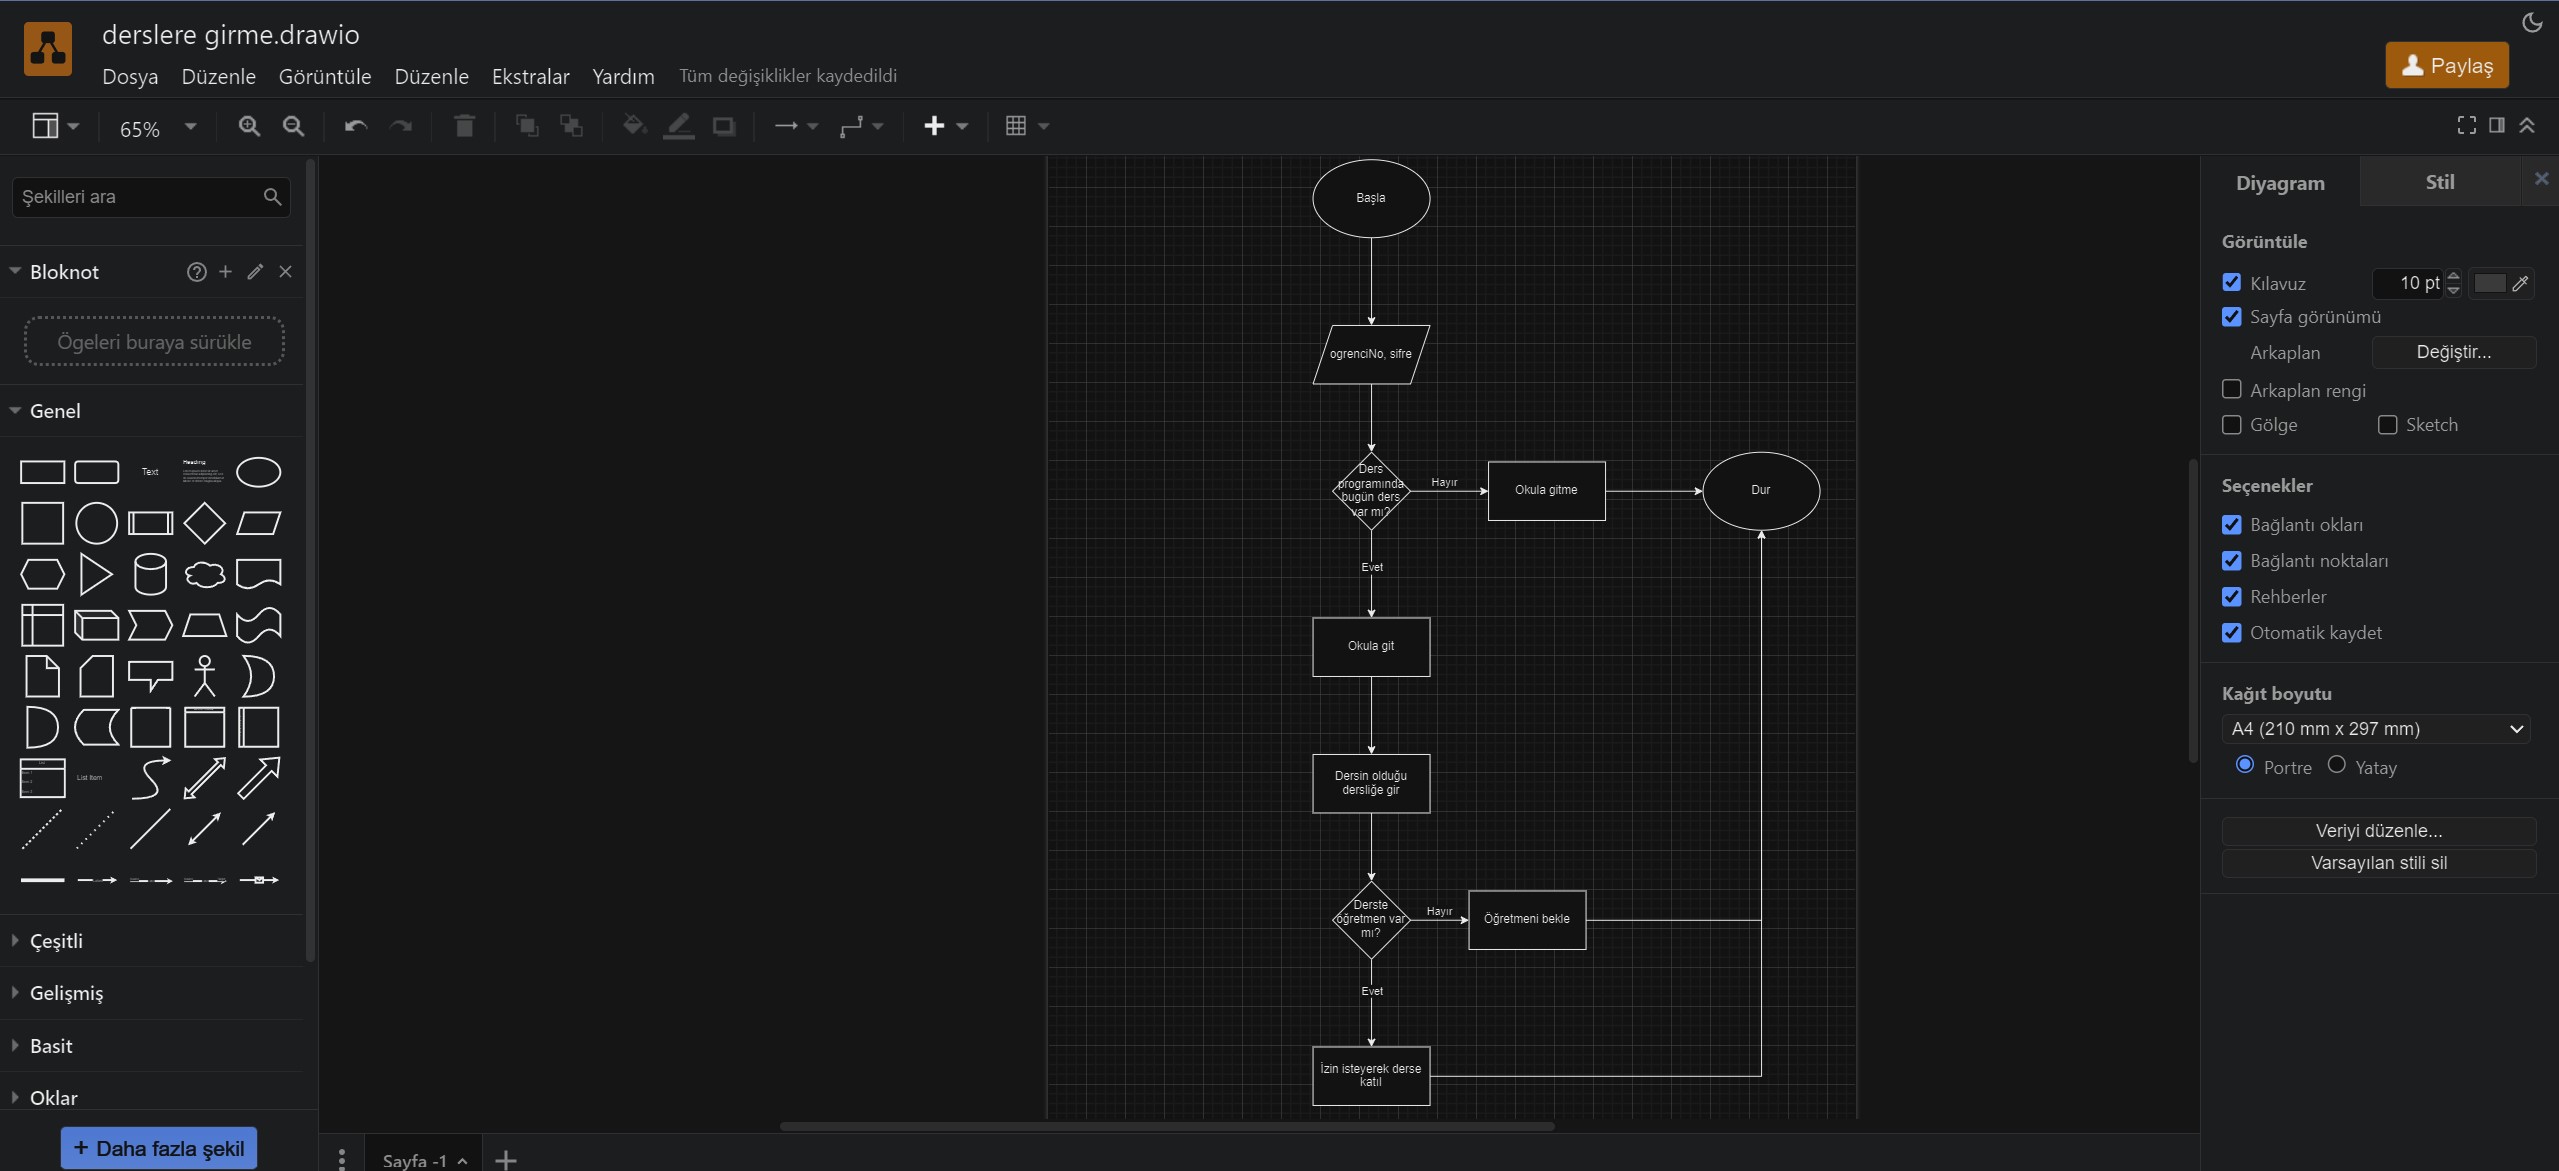 derslere girme.drawio
Dosya Düzenle Görüntüle Düzenle Ekstralar Yardım Tüm değişiklikler kaydedildi
Paylaş
65%
Şekilleri ara
Bloknot
Ögeleri buraya sürükle
Genel
Text
Heading
List Item
Çeşitli
Gelişmiş
Basit
Oklar
+ Daha fazla şekil
Başla
ogrenciNo, sifre
Ders
programında
bugün ders
var mı?
Hayır
Okula gitme
Dur
Evet
Okula git
Dersin olduğu
dersliğe gir
Derste
öğretmen var
mı?
Hayır
Öğretmeni bekle
Evet
İzin isteyerek derse
katıl
Sayfa -1
Diyagram Stil
Görüntüle
Kılavuz 10 pt
Sayfa görünümü
Arkaplan Değiştir...
Arkaplan rengi
Gölge Sketch
Seçenekler
Bağlantı okları
Bağlantı noktaları
Rehberler
Otomatik kaydet
Kağıt boyutu
A4 (210 mm x 297 mm)
Portre Yatay
Veriyi düzenle...
Varsayılan stili sil